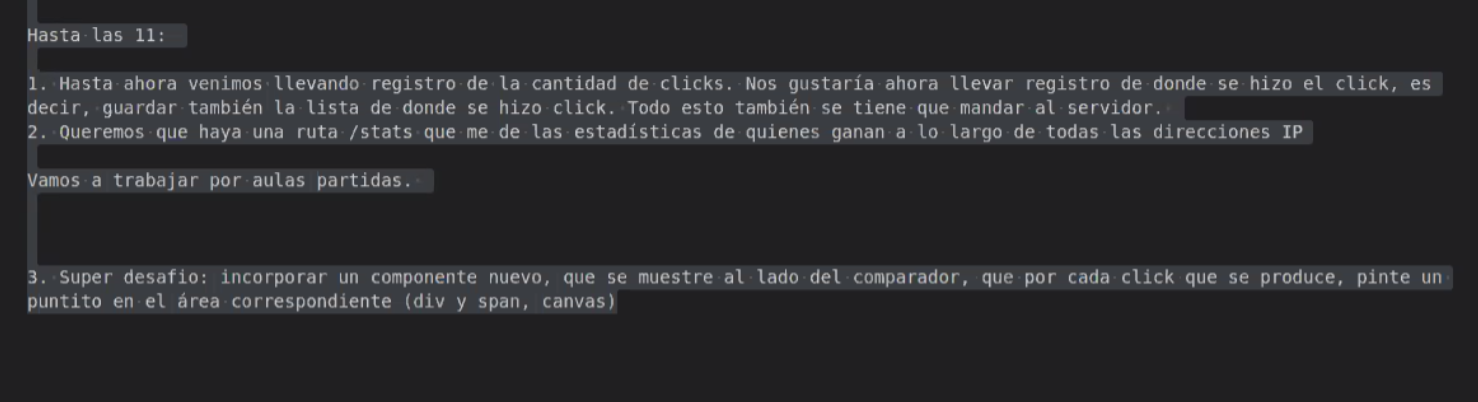 Hasta las 11:
1. Hasta ahora venimos llevando registro de la cantidad de clicks. Nos gustaría ahora llevar registro de donde se hizo el click, es
decir, guardar también la lista de donde se hizo click. Todo esto también se tiene que mandar al servidor.
2. Queremos que haya una ruta /stats que me de las estadísticas de quienes ganan a lo largo de todas las direcciones IP
Vamos a trabajar por aulas partidas.
3. Super desafio: incorporar un componente nuevo, que se muestre al lado del comparador, que por cada click que se produce, pinte un
puntito en el área correspondiente (div y span, canvas)